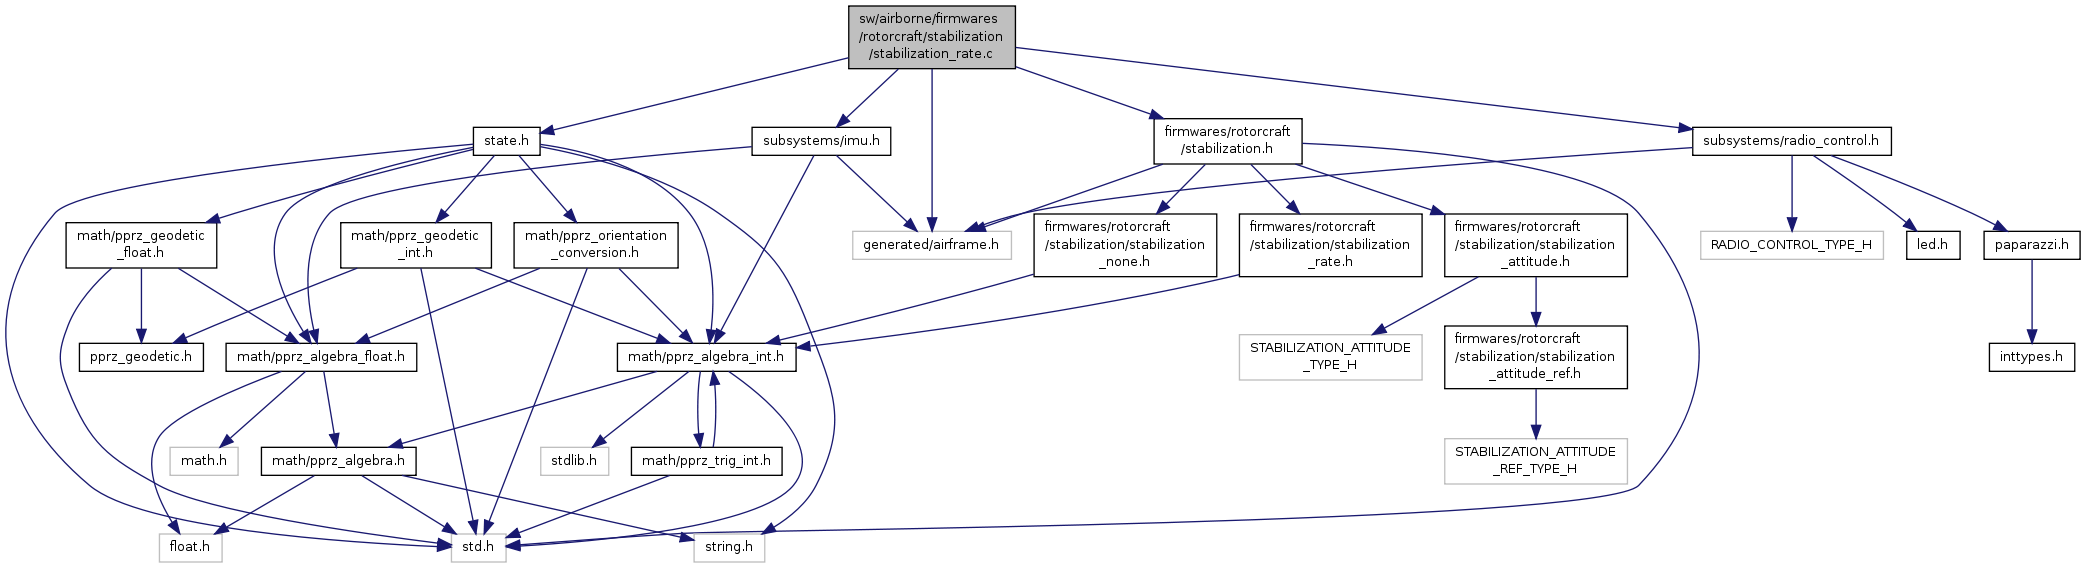 sw/airborne/firmwares
/rotorcraft/stabilization
/stabilization_rate.c
state.h
subsystems/imu.h
firmwares/rotorcraft
/stabilization.h
subsystems/radio_control.h
math/pprz_geodetic
_float.h
math/pprz_geodetic
_int.h
math/pprz_orientation
_conversion.h
generated/airframe.h
firmwares/rotorcraft
/stabilization/stabilization
_none.h
firmwares/rotorcraft
/stabilization/stabilization
_rate.h
firmwares/rotorcraft
/stabilization/stabilization
_attitude.h
RADIO_CONTROL_TYPE_H
led.h
paparazzi.h
pprz_geodetic.h
math/pprz_algebra_float.h
math/pprz_algebra_int.h
STABILIZATION_ATTITUDE
_TYPE_H
firmwares/rotorcraft
/stabilization/stabilization
_attitude_ref.h
inttypes.h
math.h
math/pprz_algebra.h
stdlib.h
math/pprz_trig_int.h
STABILIZATION_ATTITUDE
_REF_TYPE_H
float.h
std.h
string.h